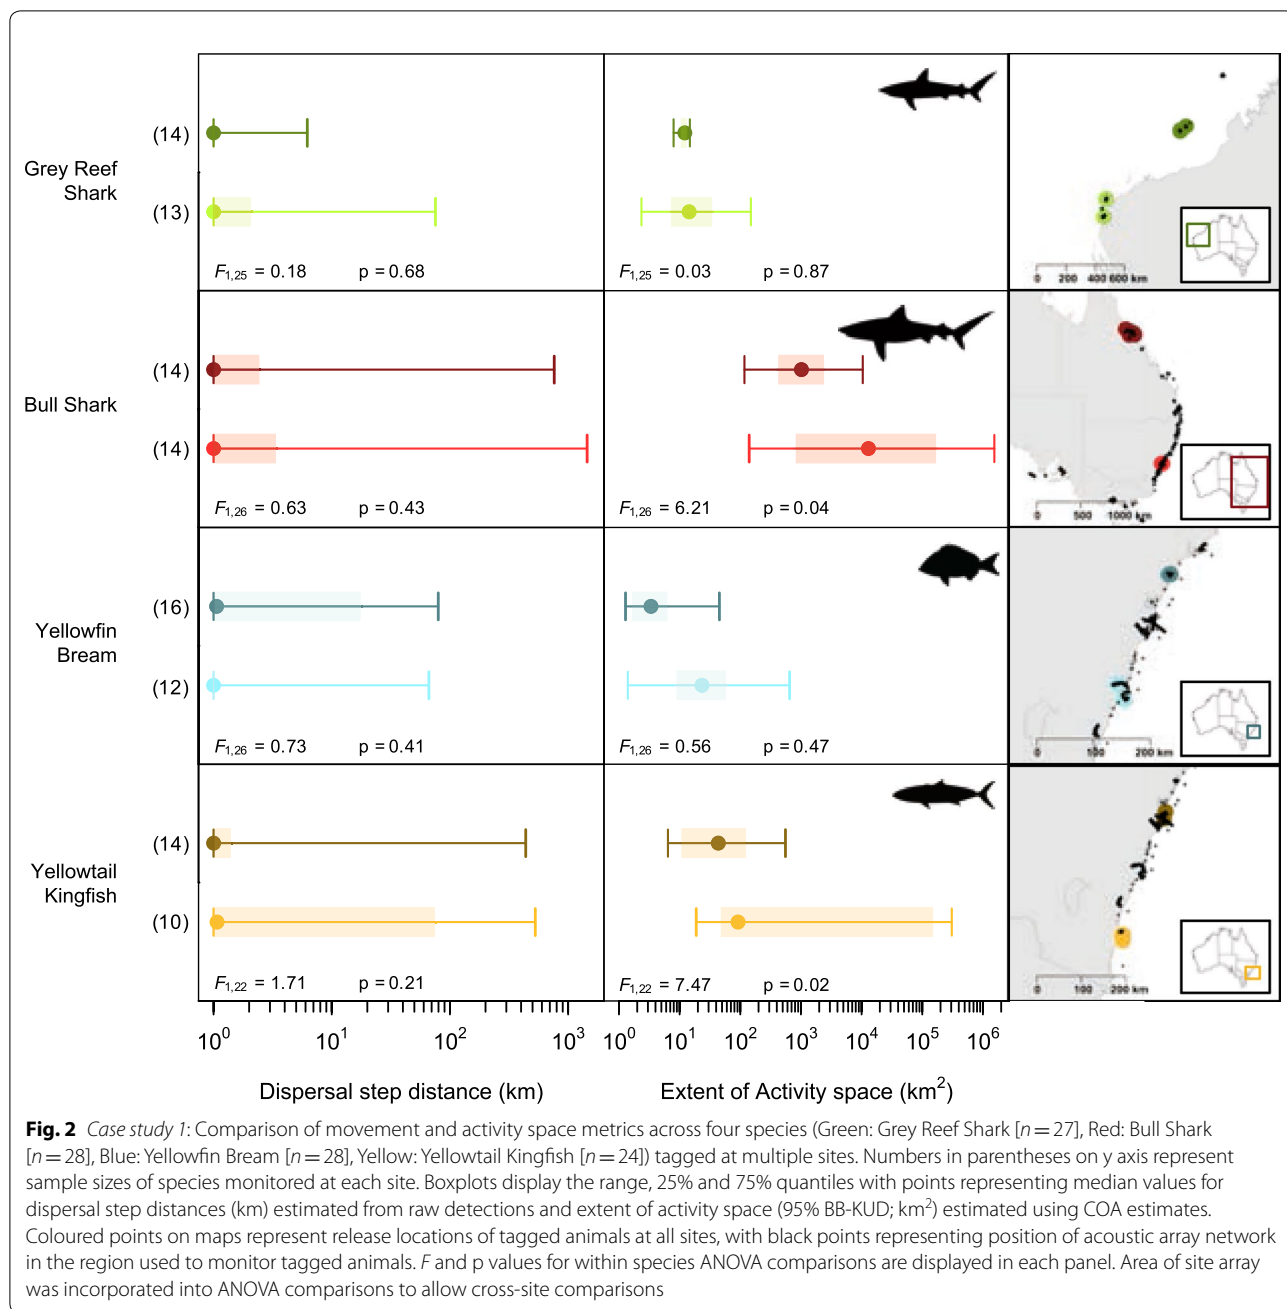 Grey Reef
Shark
(14)
(13)
F1,25 = 0.18 p = 0.68
F1,25 = 0.03 p = 0.87
0 200 400 600 km
Bull Shark
(14)
(14)
F1,26 = 0.63 p = 0.43
F1,26 = 6.21 p = 0.04
0 500 1000 km
Yellowfin
Bream
(16)
(12)
F1,26 = 0.73 p = 0.41
F1,26 = 0.56 p = 0.47
0 100 200 km
Yellowtail
Kingfish
(14)
(10)
F1,22 = 1.71 p = 0.21
F1,22 = 7.47 p = 0.02
0 100 200 km
10^0 10^1 10^2 10^3 10^0 10^1 10^2 10^3 10^4 10^5 10^6
Dispersal step distance (km) Extent of Activity space (km²)
Fig. 2 Case study 1: Comparison of movement and activity space metrics across four species (Green: Grey Reef Shark [n = 27], Red: Bull Shark
[n = 28], Blue: Yellowfin Bream [n = 28], Yellow: Yellowtail Kingfish [n = 24]) tagged at multiple sites. Numbers in parentheses on y axis represent
sample sizes of species monitored at each site. Boxplots display the range, 25% and 75% quantiles with points representing median values for
dispersal step distances (km) estimated from raw detections and extent of activity space (95% BB-KUD; km²) estimated using COA estimates.
Coloured points on maps represent release locations of tagged animals at all sites, with black points representing position of acoustic array network
in the region used to monitor tagged animals. F and p values for within species ANOVA comparisons are displayed in each panel. Area of site array
was incorporated into ANOVA comparisons to allow cross-site comparisons